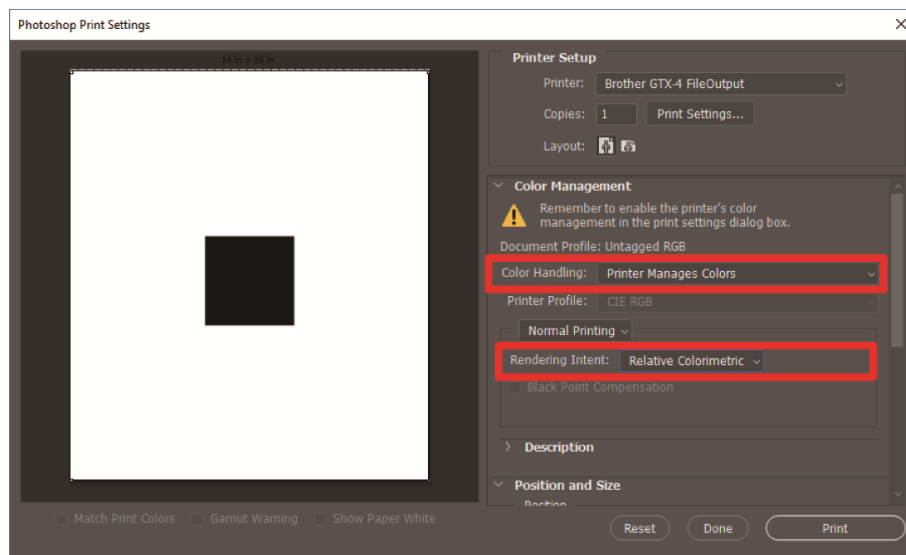 Photoshop Print Settings
14 in x 16 in
Printer Setup
Printer: Brother GTX-4 FileOutput
Copies: 1 Print Settings...
Layout:
Color Management
Remember to enable the printer's color
management in the print settings dialog box.
Document Profile: Untagged RGB
Color Handling: Printer Manages Colors
Printer Profile: CIE RGB
Normal Printing
Rendering Intent: Relative Colorimetric
Black Point Compensation
Description
Position and Size
Position
Match Print Colors Gamut Warning Show Paper White
Reset Done Print